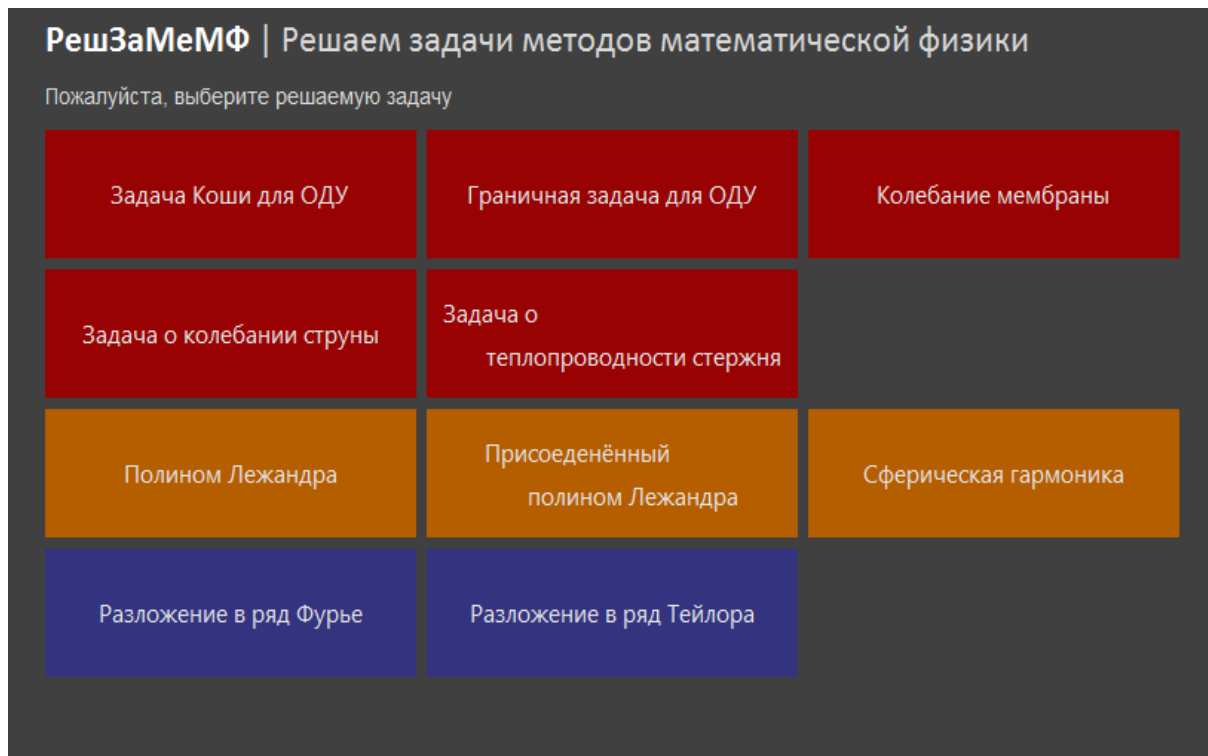 РешЗаМеМФ | Решаем задачи методов математической физики
Пожалуйста, выберите решаемую задачу
Задача Коши для ОДУ
Граничная задача для ОДУ
Колебание мембраны
Задача о колебании струны
Задача о
теплопроводности стержня
Полином Лежандра
Присоеденённый
полином Лежандра
Сферическая гармоника
Разложение в ряд Фурье
Разложение в ряд Тейлора